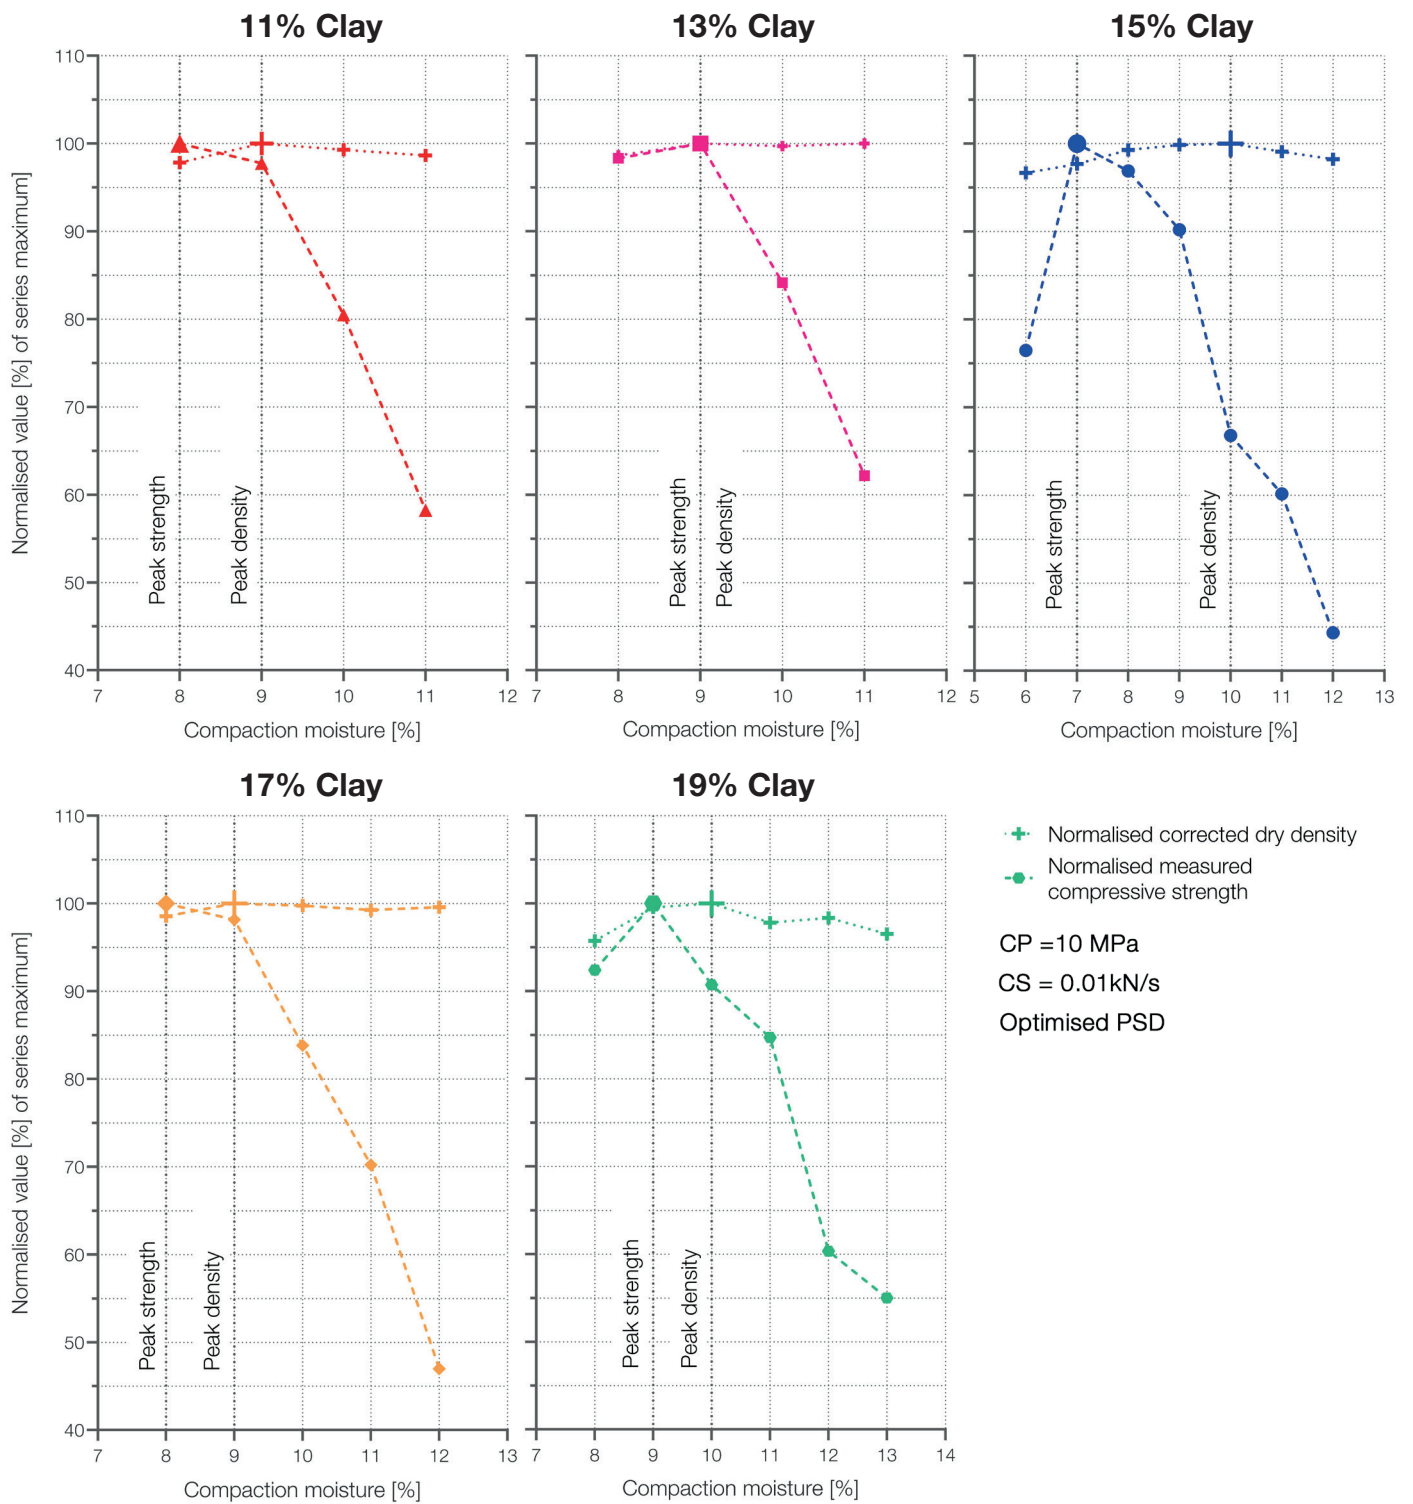 11% Clay
13% Clay
15% Clay
Normalised value [%] of series maximum]
110
100
90
80
70
60
50
40
Peak strength
Peak density
Peak strength
Peak density
Peak strength
Peak density
7 8 9 10 11 12
7 8 9 10 11 12
5 6 7 8 9 10 11 12 13
Compaction moisture [%]
Compaction moisture [%]
Compaction moisture [%]
17% Clay
19% Clay
Normalised value [%] of series maximum]
110
100
90
80
70
60
50
40
Peak strength
Peak density
Peak strength
Peak density
7 8 9 10 11 12 13
7 8 9 10 11 12 13 14
Compaction moisture [%]
Compaction moisture [%]
Normalised corrected dry density
Normalised measured
compressive strength
CP =10 MPa
CS = 0.01kN/s
Optimised PSD